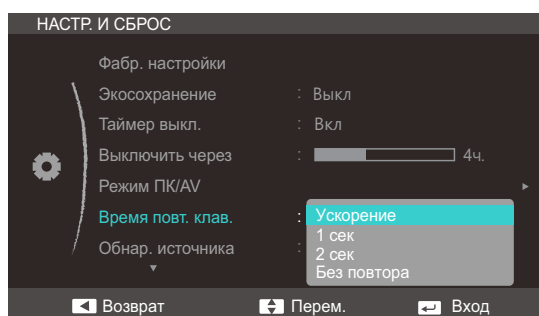 НАСТР. И СБРОС
Фабр. настройки
Экосохранение : Выкл
Таймер выкл. : Вкл
Выключить через : 4ч.
Режим ПК/AV
Время повт. клав. : Ускорение
1 сек
Обнар. источника : 2 сек
Без повтора
Возврат Перем. Вход